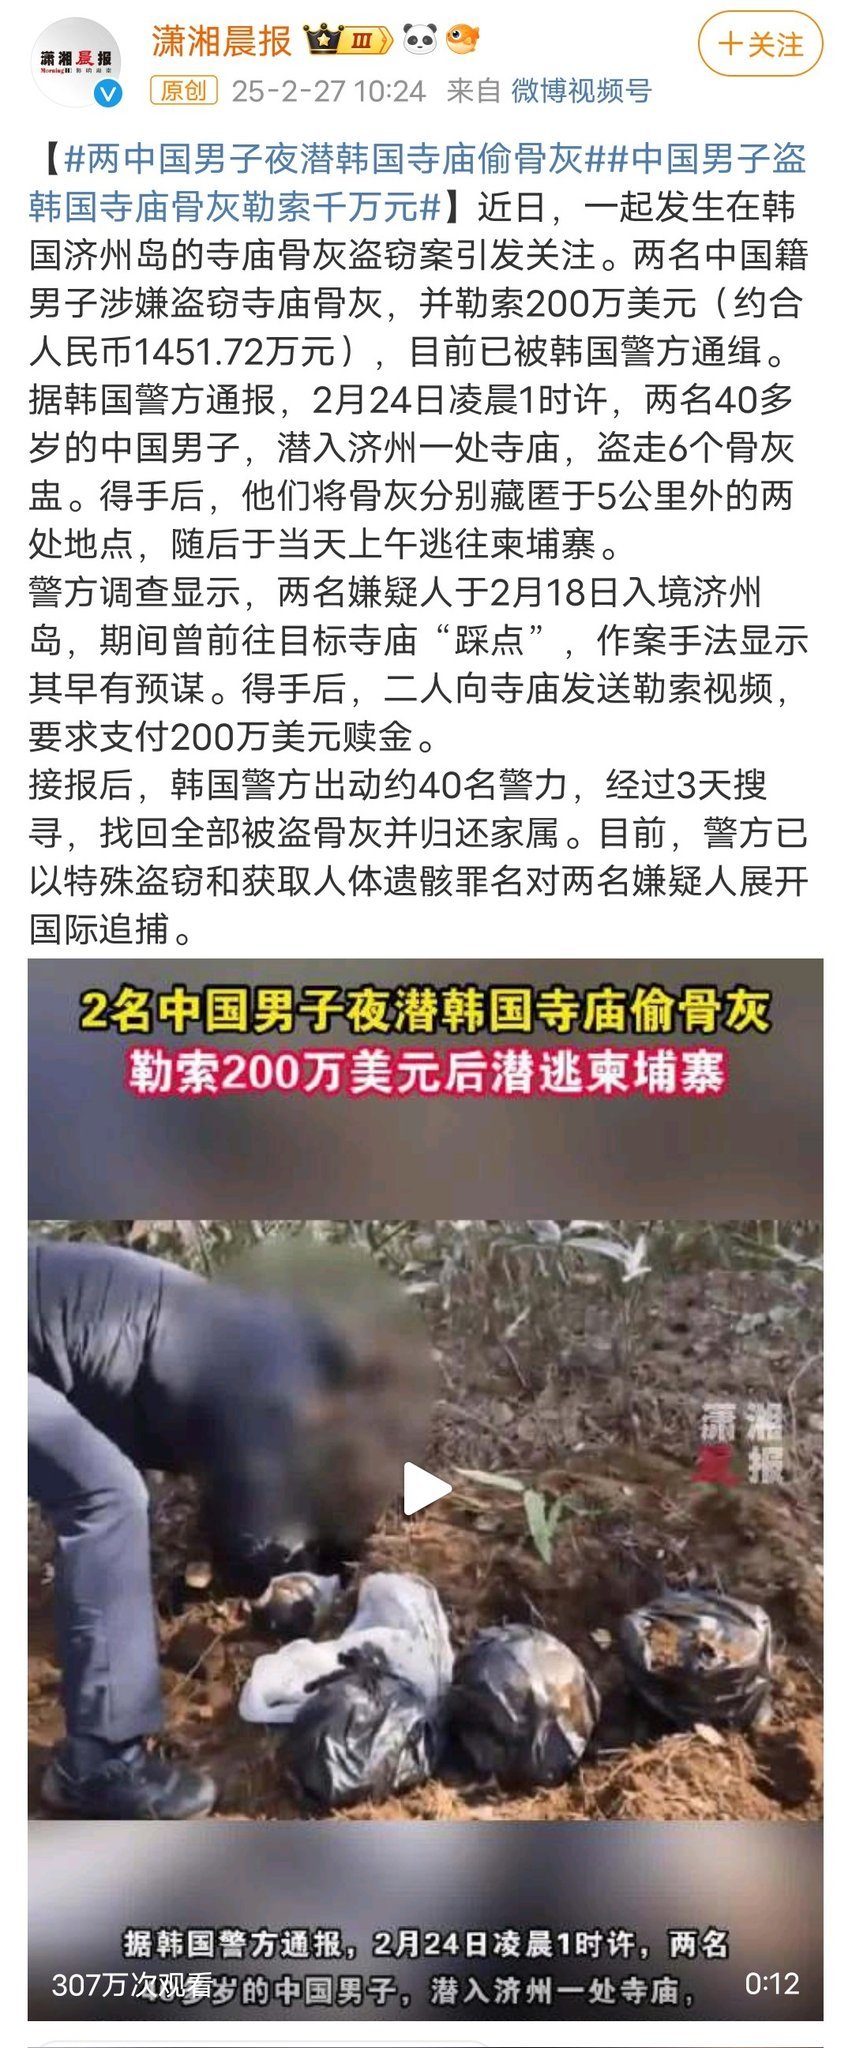 潇湘晨报
Morning
影响湖南
潇湘晨报 III
＋关注
原创 25-2-27 10:24 来自 微博视频号
【#两中国男子夜潜韩国寺庙偷骨灰##中国男子盗
韩国寺庙骨灰勒索千万元#】近日，一起发生在韩
国济州岛的寺庙骨灰盗窃案引发关注。两名中国籍
男子涉嫌盗窃寺庙骨灰，并勒索200万美元（约合
人民币1451.72万元），目前已被韩国警方通缉。
据韩国警方通报，2月24日凌晨1时许，两名40多
岁的中国男子，潜入济州一处寺庙，盗走6个骨灰
盅。得手后，他们将骨灰分别藏匿于5公里外的两
处地点，随后于当天上午逃往柬埔寨。
警方调查显示，两名嫌疑人于2月18日入境济州
岛，期间曾前往目标寺庙“踩点”，作案手法显示
其早有预谋。得手后，二人向寺庙发送勒索视频，
要求支付200万美元赎金。
接报后，韩国警方出动约40名警力，经过3天搜
寻，找回全部被盗骨灰并归还家属。目前，警方已
以特殊盗窃和获取人体遗骸罪名对两名嫌疑人展开
国际追捕。
2名中国男子夜潜韩国寺庙偷骨灰
勒索200万美元后潜逃柬埔寨
潇湘
晨报
据韩国警方通报，2月24日凌晨1时许，两名
岁的中国男子，潜入济州一处寺庙，
307万次观看
0:12